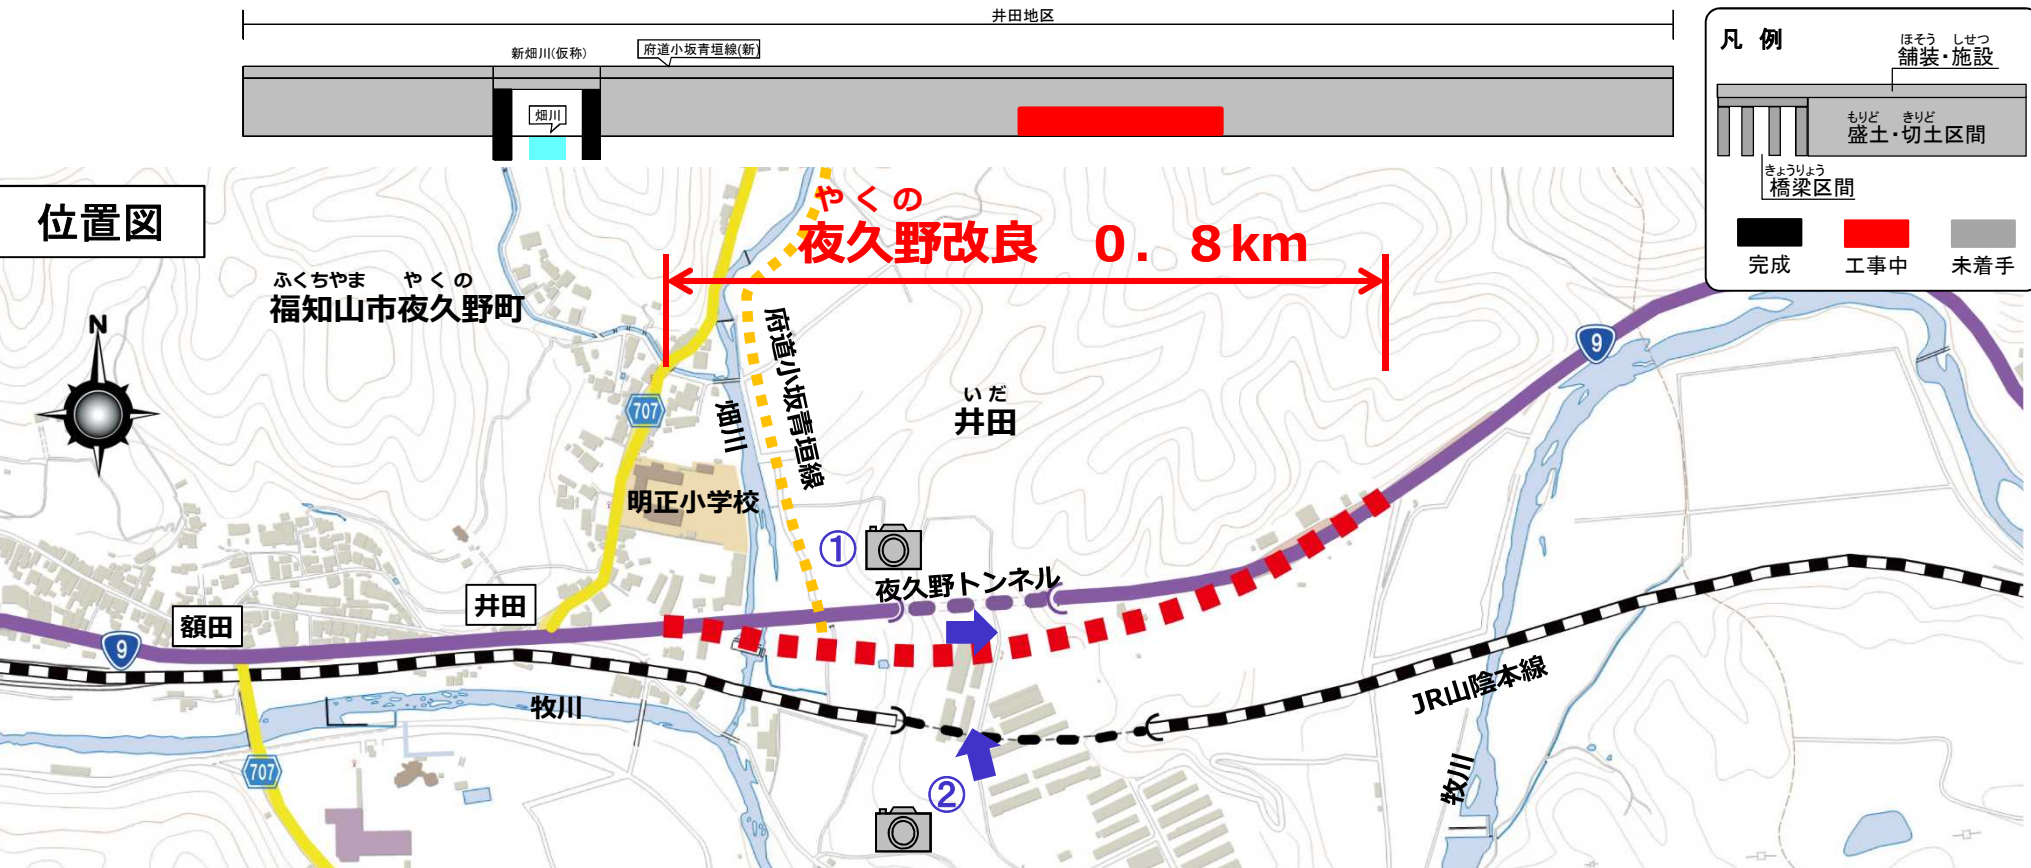 井田地区
新畑川(仮称)
府道小坂青垣線(新)
畑川
凡 例
ほそう しせつ
舗装・施設
もりど きりど
盛土・切土区間
きょうりょう
橋梁区間
完成
工事中
未着手
位置図
やくの
夜久野改良 0.8km
ふくちやま やくの
福知山市夜久野町
N
府道小坂青垣線
畑川
いだ
井田
9
707
明正小学校
①
夜久野トンネル
井田
額田
9
牧川
JR山陰本線
牧川
707
②